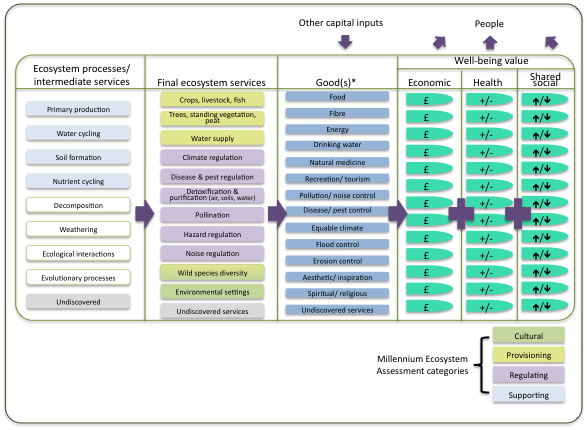 Other capital inputs
People
Well-being value
Ecosystem processes/
intermediate services
Final ecosystem services
Good(s)*
Economic
Health
Shared
social
Primary production
Water cycling
Soil formation
Nutrient cycling
Decomposition
Weathering
Ecological interactions
Evolutionary processes
Undiscovered
Crops, livestock, fish
Trees, standing vegetation,
peat
Water supply
Climate regulation
Disease & pest regulation
Detoxification &
purification (air, soils, water)
Pollination
Hazard regulation
Noise regulation
Wild species diversity
Environmental settings
Undiscovered services
Food
Fibre
Energy
Drinking water
Natural medicine
Recreation/ tourism
Pollution/ noise control
Disease/ pest control
Equable climate
Flood control
Erosion control
Aesthetic/ inspiration
Spiritual/ religious
Undiscovered services
£
£
£
£
£
£
£
£
£
£
£
£
£
+/-
+/-
+/-
+/-
+/-
+/-
+/-
+/-
+/-
+/-
+/-
+/-
+/-
↑/↓
↑/↓
↑/↓
↑/↓
↑/↓
↑/↓
↑/↓
↑/↓
↑/↓
↑/↓
↑/↓
↑/↓
↑/↓
Millennium Ecosystem
Assessment categories
Cultural
Provisioning
Regulating
Supporting